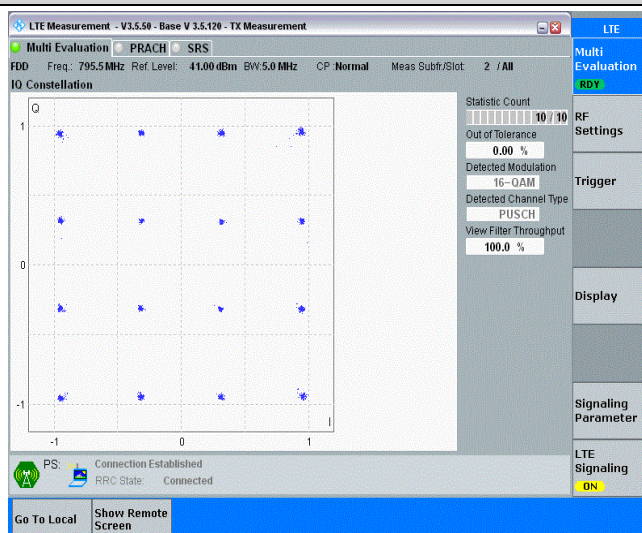 LTE Measurement - V3.5.50 - Base V 3.5.120 - TX Measurement
LTE
Multi Evaluation PRACH SRS
FDD Freq.: 795.5 MHz Ref. Level: 41.00 dBm BW:5.0 MHz CP :Normal Meas Subfr./Slot: 2 / All
IQ Constellation
Q
1
0
-1
-1 0 1
I
Statistic Count
10 / 10
Out of Tolerance
0.00 %
Detected Modulation
16-QAM
Detected Channel Type
PUSCH
View Filter Throughput
100.0 %
Multi
Evaluation
RDY
RF
Settings
Trigger
Display
Signaling
Parameter
LTE
Signaling
ON
PS: Connection Established
RRC State: Connected
Go To Local
Show Remote
Screen